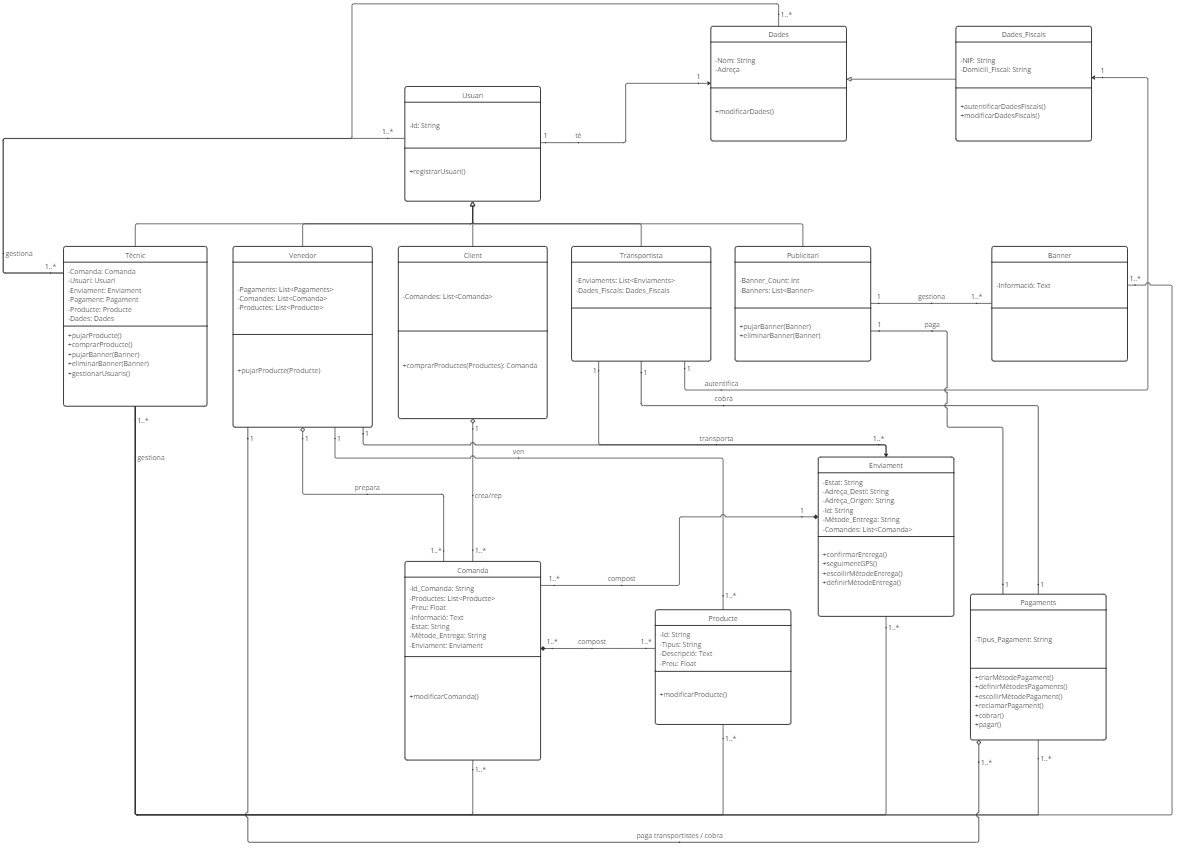 1..*
Dades
-Nom: String
-Adreça
+modificarDades()
Dades_Fiscals
-NIF: String
-Domicili_Fiscal: String
+autentificarDadesFiscals()
+modificarDadesFiscals()
1
1
Usuari
-Id: String
+registrarUsuari()
1..*
1
té
gestiona
1..*
Tècnic
-Comanda: Comanda
-Usuari: Usuari
-Enviament: Enviament
-Pagament: Pagament
-Producte: Producte
-Dades: Dades
+pujarProducte()
+comprarProducte()
+pujarBanner(Banner)
+eliminarBanner(Banner)
+gestionarUsuaris()
Venedor
-Pagaments: List<Pagaments>
-Comandes: List<Comanda>
-Productes: List<Producte>
+pujarProducte(Producte)
Client
-Comandes: List<Comanda>
+comprarProductes(Productes): Comanda
Transportista
-Enviaments: List<Enviaments>
-Dades_Fiscals: Dades_Fiscals
Publicitari
-Banner_Count: Int
-Banners: List<Banner>
+pujarBanner(Banner)
+eliminarBanner(Banner)
1
gestiona
1..*
1
paga
Banner
-Informació: Text
1..*
1
1
1
autentifica
cobra
1..*
gestiona
1
1
1
1
1
transporta
1..*
ven
prepara
crea/rep
1..*
1..*
Enviament
-Estat: String
-Adreça_Destí: String
-Adreça_Origen: String
-Id: String
-Mètode_Entrega: String
-Comandes: List<Comanda>
+confirmarEntrega()
+seguimentGPS()
+escollirMètodeEntrega()
+definirMètodeEntrega()
1
1..*
compost
Comanda
-Id_Comanda: String
-Productes: List<Producte>
-Preu: Float
-Informació: Text
-Estat: String
-Mètode_Entrega: String
-Enviament: Enviament
+modificarComanda()
1..*
compost
1..*
1..*
Producte
-Id: String
-Tipus: String
-Descripció: Text
-Preu: Float
+modificarProducte()
1
1
Pagaments
-Tipus_Pagament: String
+triarMètodePagament()
+definirMètodesPagaments()
+escollirMètodePagament()
+reclamarPagament()
+cobrar()
+pagar()
1..*
1..*
1..*
1..*
1..*
paga transportistes / cobra